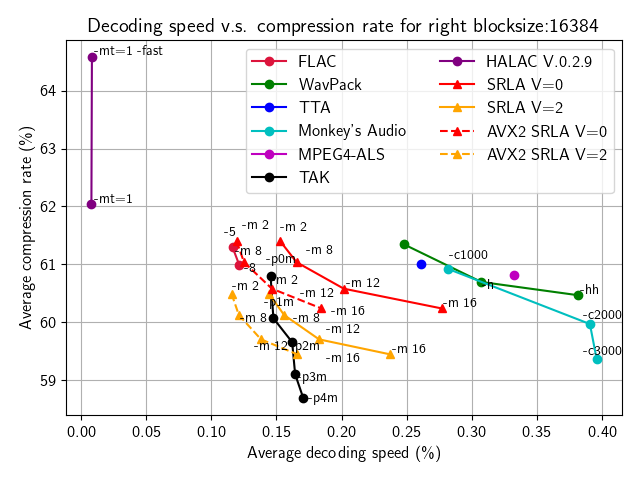 Decoding speed v.s. compression rate for right blocksize:16384
Average compression rate (%)
64
63
62
61
60
59
0.00
0.05
0.10
0.15
0.20
0.25
0.30
0.35
0.40
Average decoding speed (%)
FLAC
WavPack
TTA
Monkey's Audio
MPEG4-ALS
TAK
HALAC V.0.2.9
SRLA V=0
SRLA V=2
AVX2 SRLA V=0
AVX2 SRLA V=2
-mt=1 -fast
-mt=1
-5
-m 2
-m 2
-m 8
-m 8
-8
-p0m
-c1000
-m 2
-m 2
-h
-hh
-m 12
-m 12
-p1m
-m 16
-m 16
-m 8
-m 8
-c2000
-m 12
-m 12
-p2m
-m 16
-m 16
-c3000
-p3m
-p4m